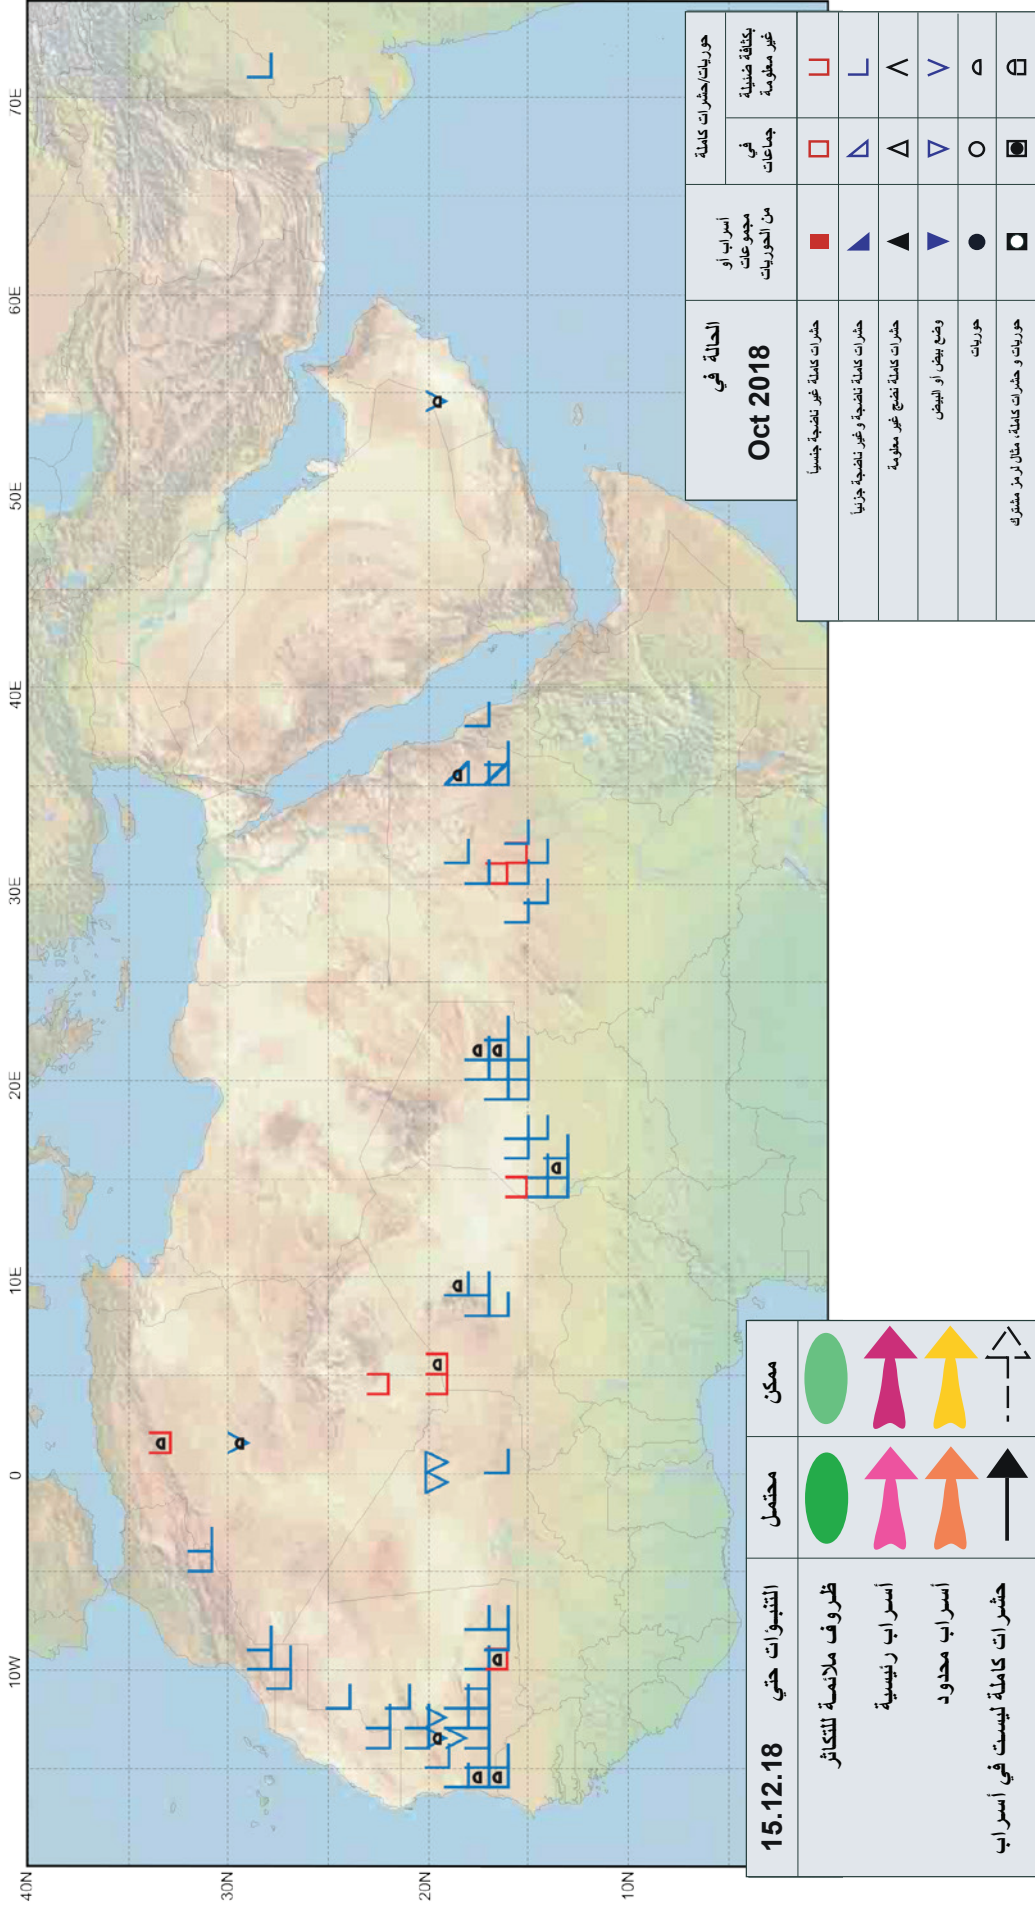 70E
60E
50E
40E
30E
20E
10E
0
10W
40N
30N
20N
10N
الحالة في
Oct 2018
أسراب أو
مجموعات
من الحوريات
حوريات/حشرات كاملة
في
جماعات
بكثافة ضئيلة
غير معلومة
حشرات كاملة غير ناضجة جنسياً
حشرات كاملة ناضجة وغير ناضجة جزئياً
حشرات كاملة نضج غير معلومة
وضع بيض أو البيض
حوريات
حوريات و حشرات كاملة، مثال لرمز مشترك
التنبؤات حتي
15.12.18
محتمل
ممكن
ظروف ملائمة للتكاثر
أسراب رئيسية
أسراب محدود
حشرات كاملة ليست في أسراب